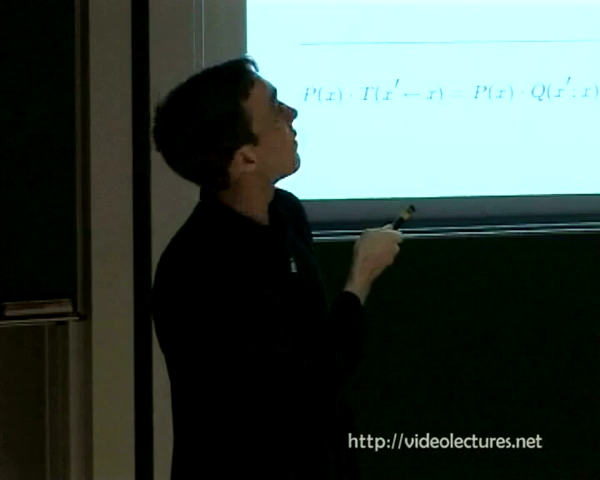 P(x) · T(x′ ← x) = P(x) · Q(x′; x)
http://videolectures.net